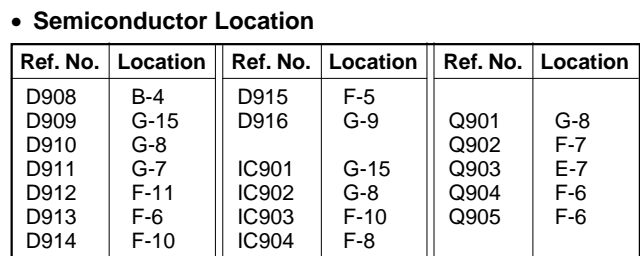 • Semiconductor Location
Ref. No. Location Ref. No. Location Ref. No. Location
D908 B-4 D915 F-5
D909 G-15 D916 G-9 Q901 G-8
D910 G-8 Q902 F-7
D911 G-7 IC901 G-15 Q903 E-7
D912 F-11 IC902 G-8 Q904 F-6
D913 F-6 IC903 F-10 Q905 F-6
D914 F-10 IC904 F-8